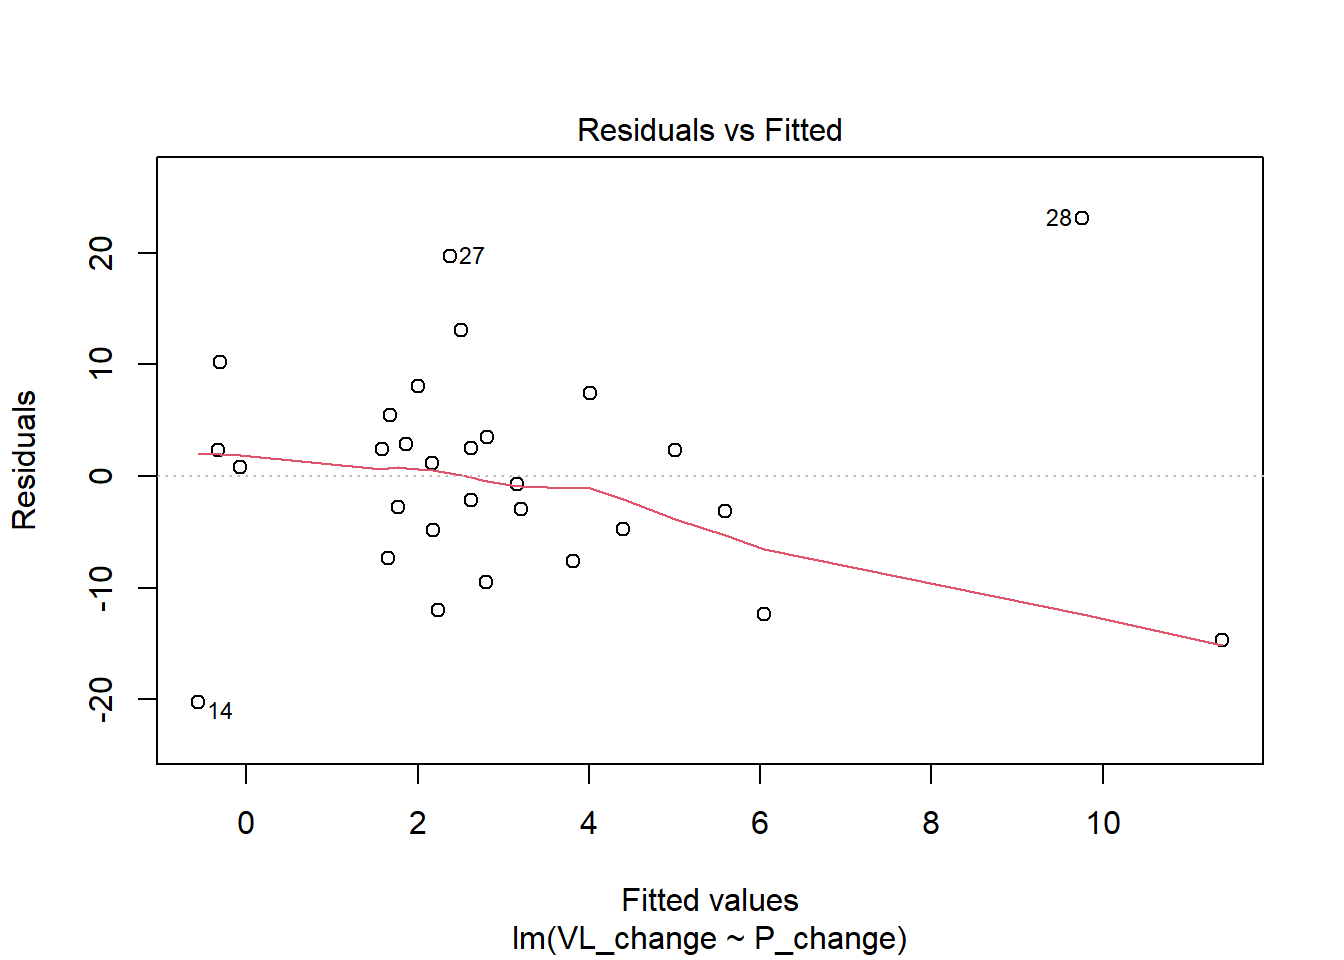 Residuals vs Fitted
Residuals
20
10
0
-10
-20
28
27
14
0 2 4 6 8 10
Fitted values
lm(VL_change ~ P_change)